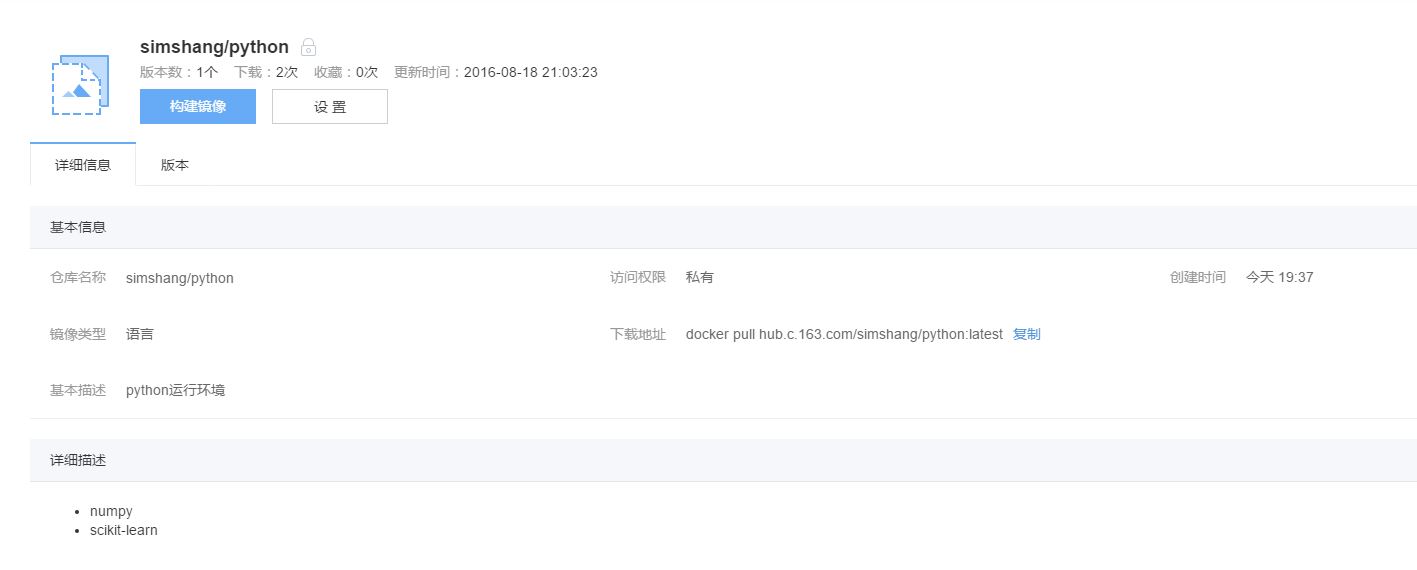 simshang/python
版本数：1个 下载：2次 收藏：0次 更新时间：2016-08-18 21:03:23
构建镜像 设 置
详细信息 版本
基本信息
仓库名称 simshang/python 访问权限 私有 创建时间 今天 19:37
镜像类型 语言 下载地址 docker pull hub.c.163.com/simshang/python:latest 复制
基本描述 python运行环境
详细描述
• numpy
• scikit-learn